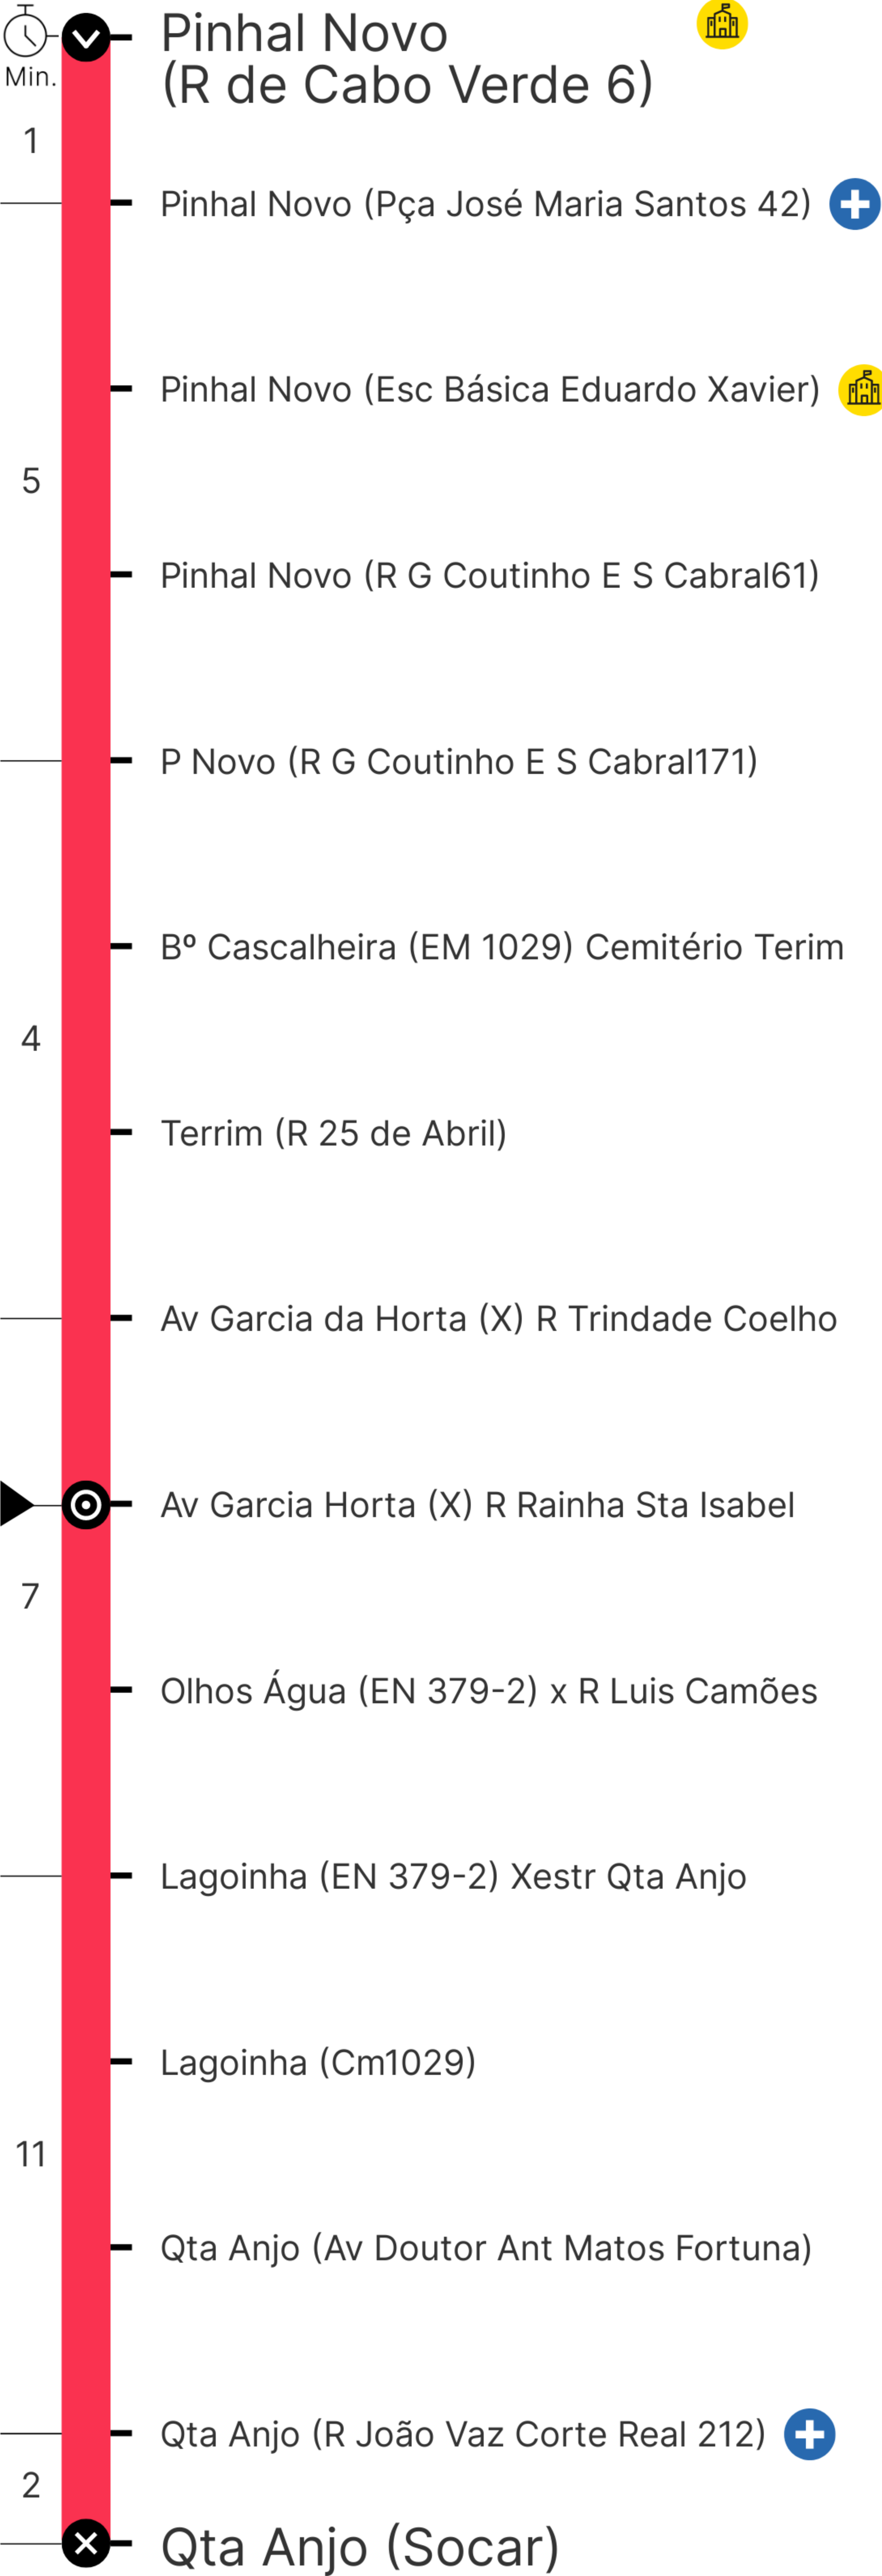 Pinhal Novo
(R de Cabo Verde 6)
Min.
1
Pinhal Novo (Pça José Maria Santos 42)
Pinhal Novo (Esc Básica Eduardo Xavier)
5
Pinhal Novo (R G Coutinho E S Cabral61)
P Novo (R G Coutinho E S Cabral171)
Bº Cascalheira (EM 1029) Cemitério Terim
4
Terrim (R 25 de Abril)
Av Garcia da Horta (X) R Trindade Coelho
Av Garcia Horta (X) R Rainha Sta Isabel
7
Olhos Água (EN 379-2) x R Luis Camões
Lagoinha (EN 379-2) Xestr Qta Anjo
Lagoinha (Cm1029)
11
Qta Anjo (Av Doutor Ant Matos Fortuna)
Qta Anjo (R João Vaz Corte Real 212)
2
Qta Anjo (Socar)